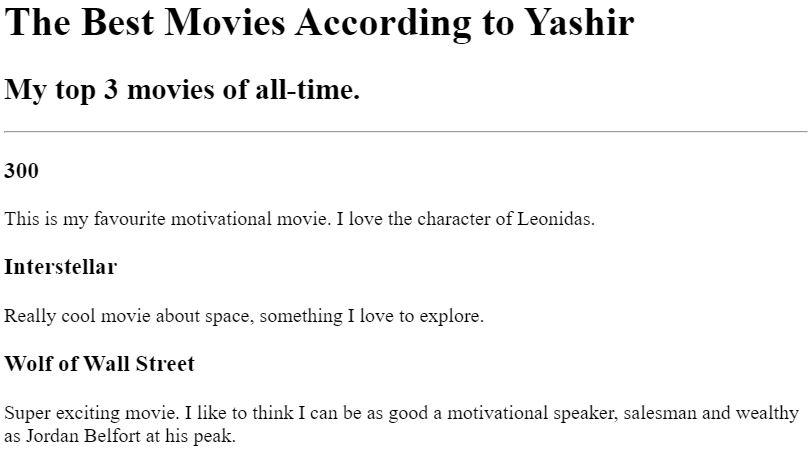 The Best Movies According to Yashir
My top 3 movies of all-time.
300
This is my favourite motivational movie. I love the character of Leonidas.
Interstellar
Really cool movie about space, something I love to explore.
Wolf of Wall Street
Super exciting movie. I like to think I can be as good a motivational speaker, salesman and wealthy
as Jordan Belfort at his peak.